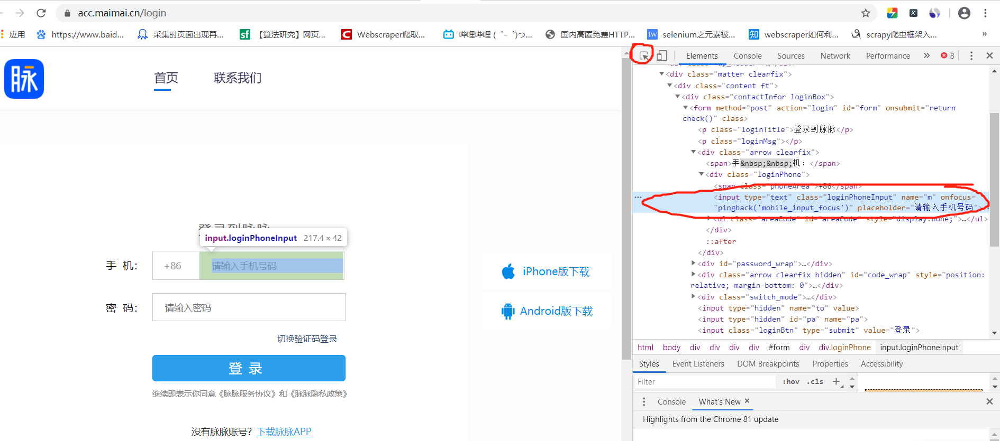 acc.maimai.cn/login
应用 https://www.baid... 采集时页面出现再... sf 【算法研究】网页... C Webscraper爬取... 哔哩哔哩 ( ゜- ゜)つ... 国内高匿免费HTTP... tw selenium之元素被... 知 webscraper如何利... scrapy爬虫框架入... »
脉 首页 联系我们
登录到脉脉
input.loginPhoneInput 217.4 × 42
手 机： +86 请输入手机号码
密 码： 请输入密码
切换验证码登录
登 录
继续即表示你同意《脉脉服务协议》和《脉脉隐私政策》
没有脉脉账号？下载脉脉APP
iPhone版下载
Android版下载
Elements Console Sources Network Performance » 8
<div class="matter clearfix">
<div class="content ft">
<div class="contactInfor loginBox">
<form method="post" action="login" id="form" onsubmit="return
check()" class>
<p class="loginTitle">登录到脉脉</p>
<p class="loginMsg"></p>
<div class="arrow clearfix">
<span>手&nbsp;&nbsp;机：</span>
<div class="loginPhone">
<span class="phoneArea">+86</span>
<input type="text" class="loginPhoneInput" name="m" onfocus=
"pingback('mobile_input_focus')" placeholder="请输入手机号码">
<ul class="areaCode" id="areaCode" style="display:none;">…</ul>
</div>
::after
</div>
<div id="password_wrap">…</div>
<div class="arrow clearfix hidden" id="code_wrap" style="position:
relative; margin-bottom: 0">…</div>
<div class="switch_mode">…</div>
<input type="hidden" name="to" value>
<input type="hidden" id="pa" name="pa">
<input class="loginBtn" type="submit" value="登录">
html body div div div div #form div div.loginPhone input.loginPhoneInput
Styles Event Listeners DOM Breakpoints Properties Accessibility
Filter :hov .cls +
Console What's New ×
Highlights from the Chrome 81 update